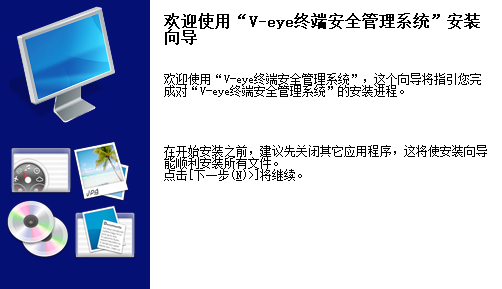 欢迎使用“V-eye终端安全管理系统”安装
向导
欢迎使用“V-eye终端安全管理系统”，这个向导将指引您完
成对“V-eye终端安全管理系统”的安装进程。
在开始安装之前，建议先关闭其它应用程序，这将使安装向导
能顺利安装所有文件。
点击[下一步(N)>]将继续。
JPG